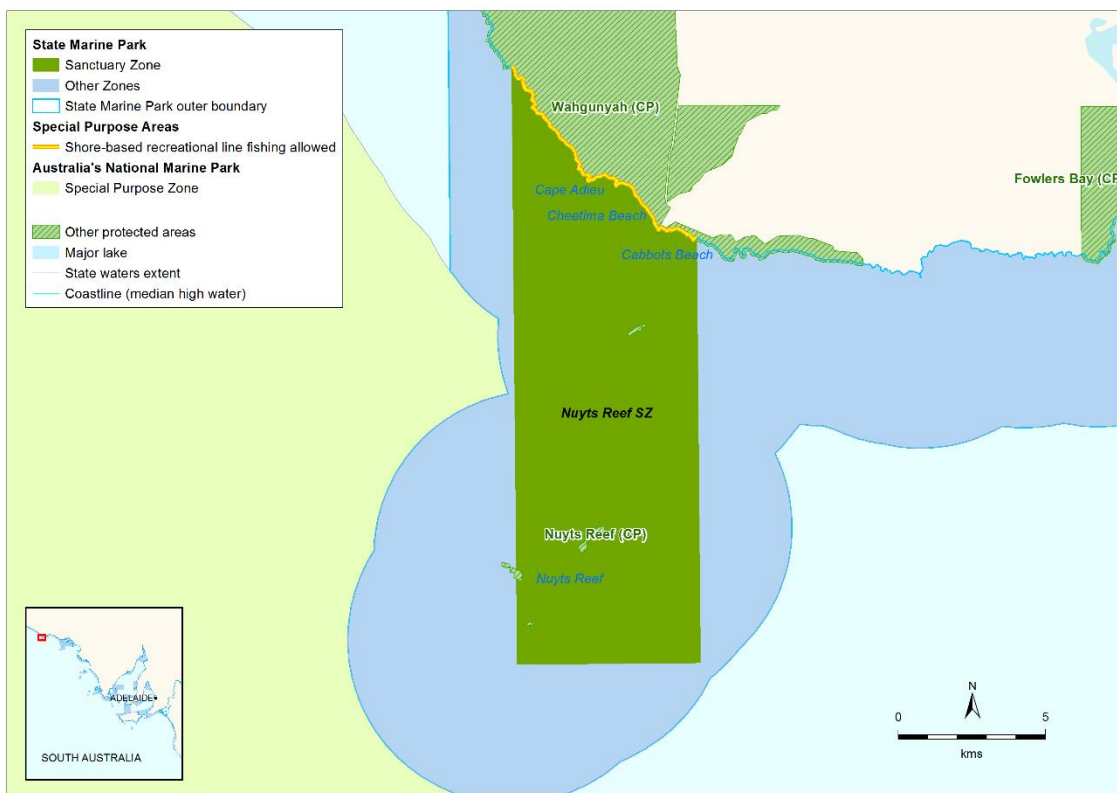 State Marine Park
Sanctuary Zone
Other Zones
State Marine Park outer boundary
Special Purpose Areas
Shore-based recreational line fishing allowed
Australia's National Marine Park
Special Purpose Zone
Other protected areas
Major lake
State waters extent
Coastline (median high water)
Wahgunyah (CP)
Fowlers Bay (CP
Cape Adieu
Cheetima Beach
Cabbots Beach
Nuyts Reef SZ
Nuyts Reef (CP)
Nuyts Reef
ADELAIDE
SOUTH AUSTRALIA
N
0 5
kms